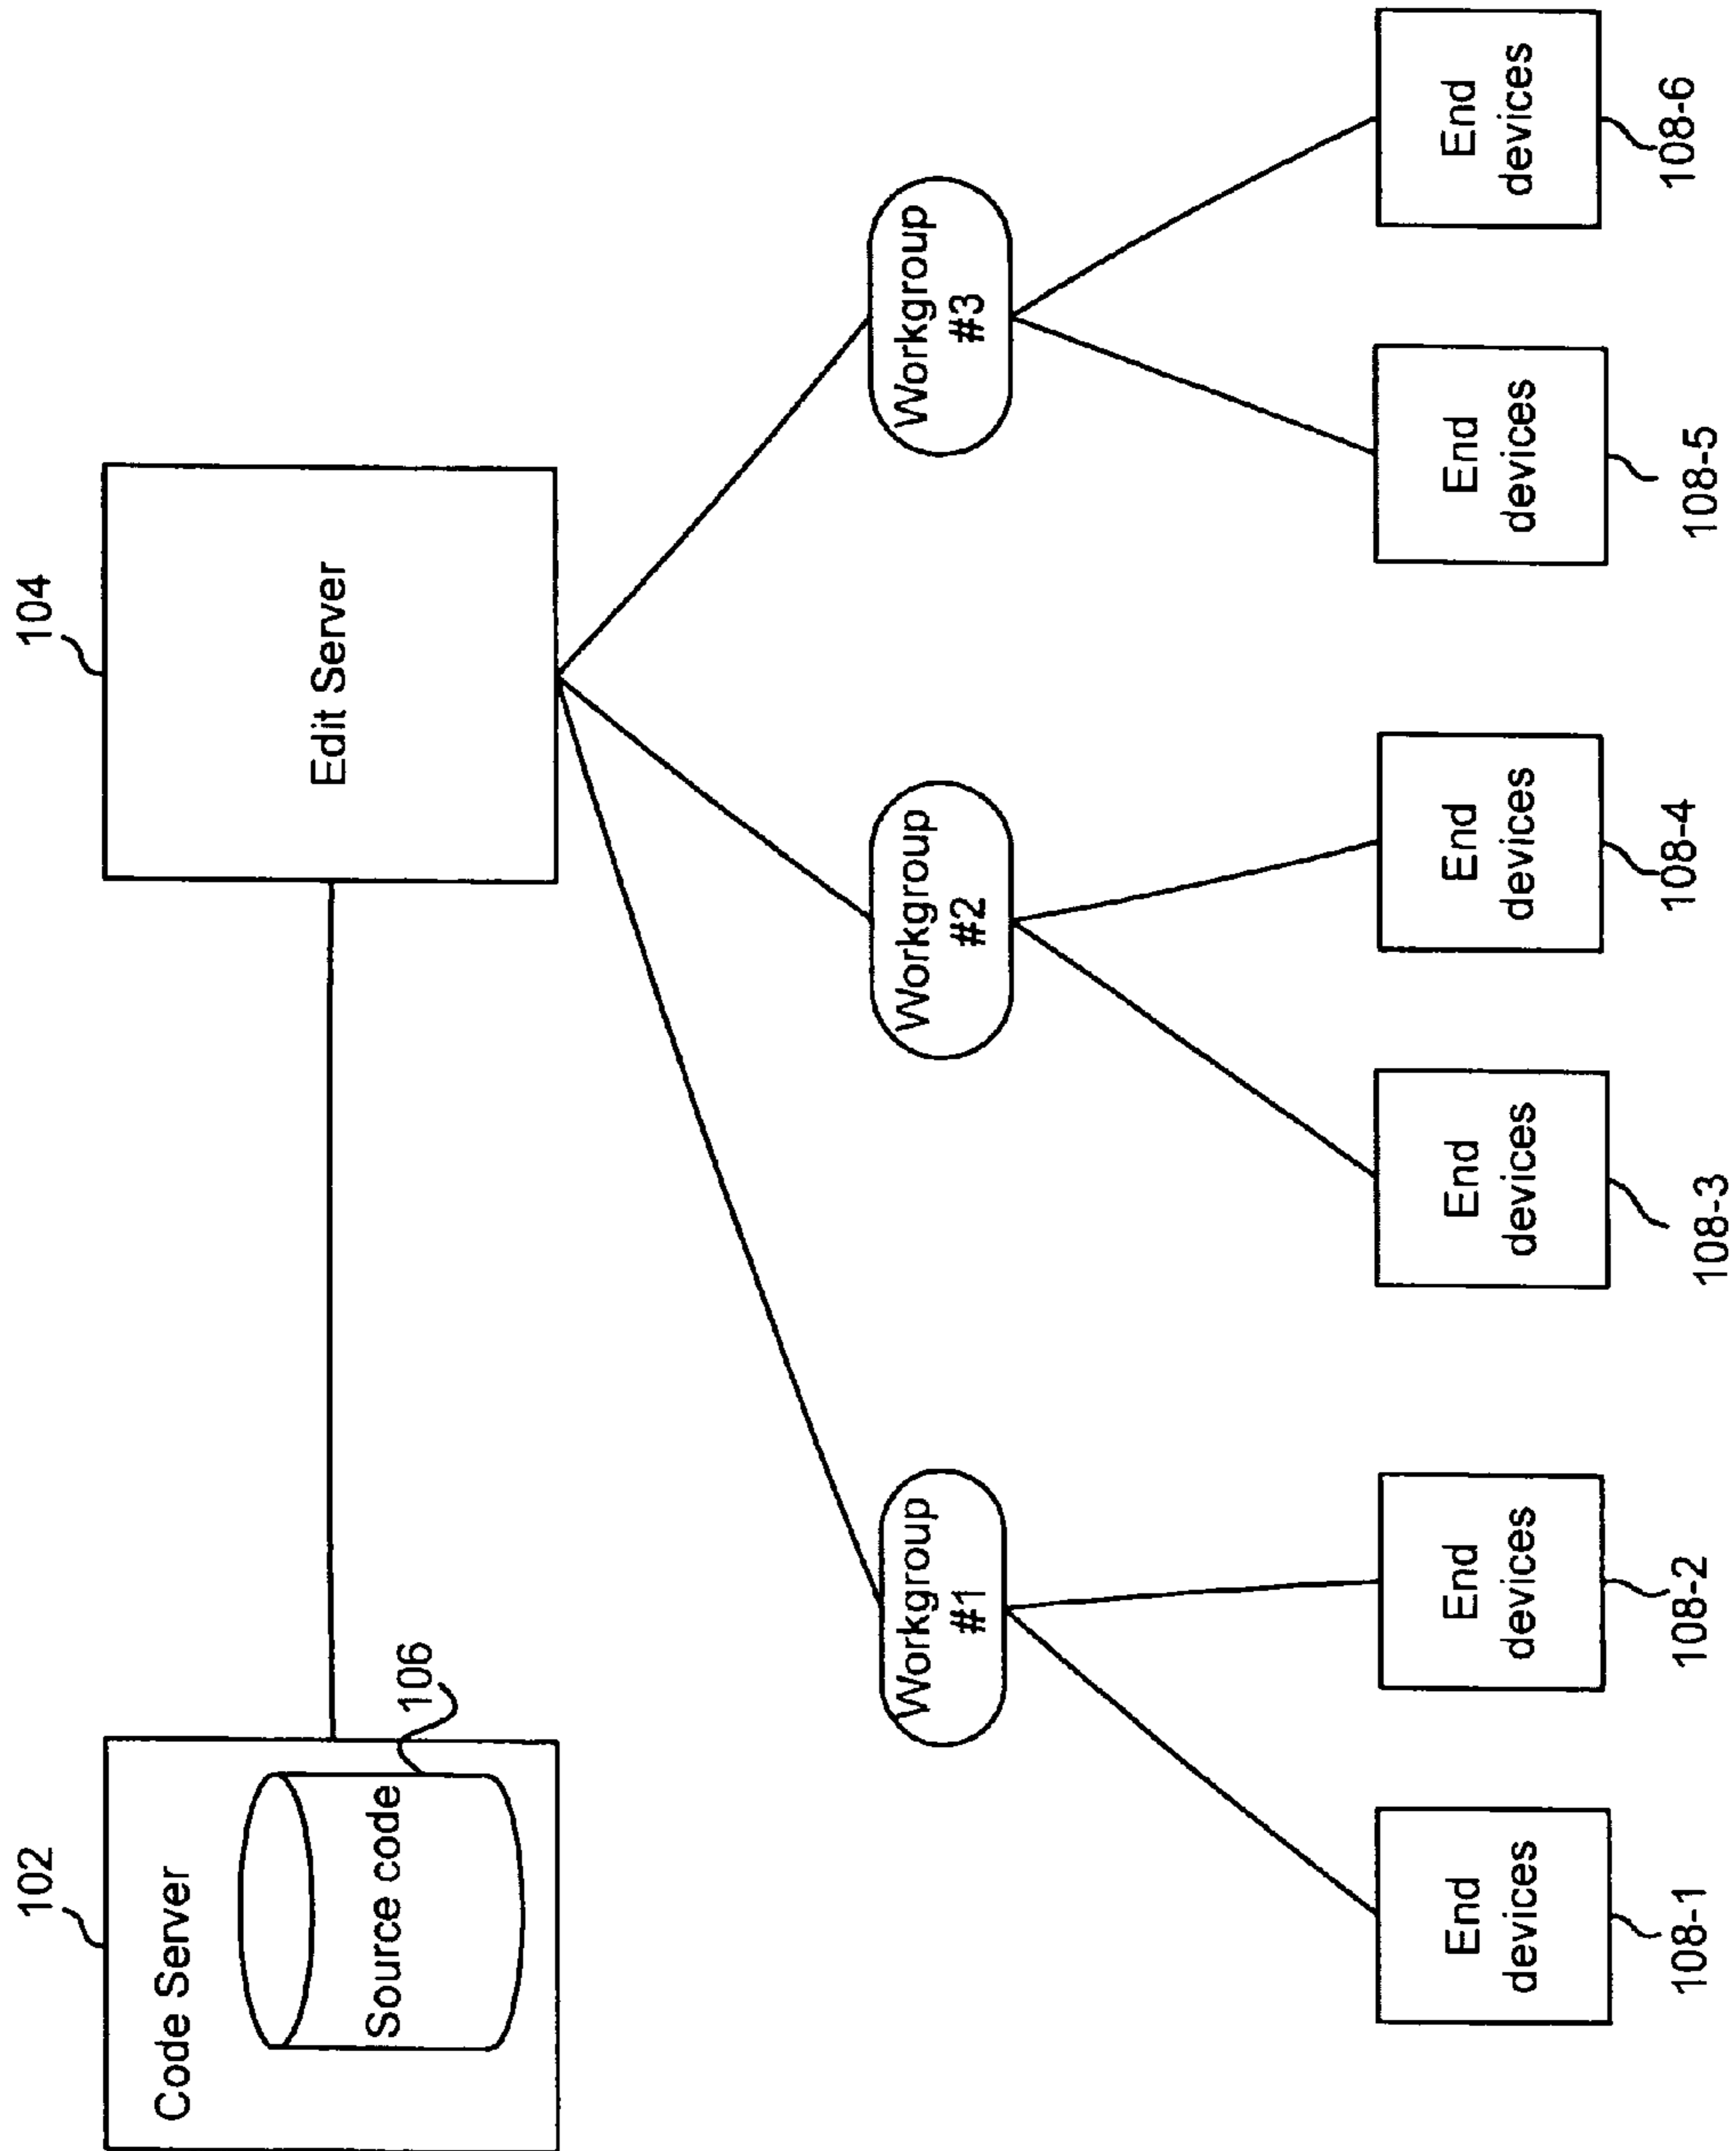 102
104
Code Server
Source code
106
Edit Server
Workgroup
#1
Workgroup
#2
Workgroup
#3
End
devices
End
devices
End
devices
End
devices
End
devices
End
devices
108-1
108-2
108-3
108-4
108-5
108-6